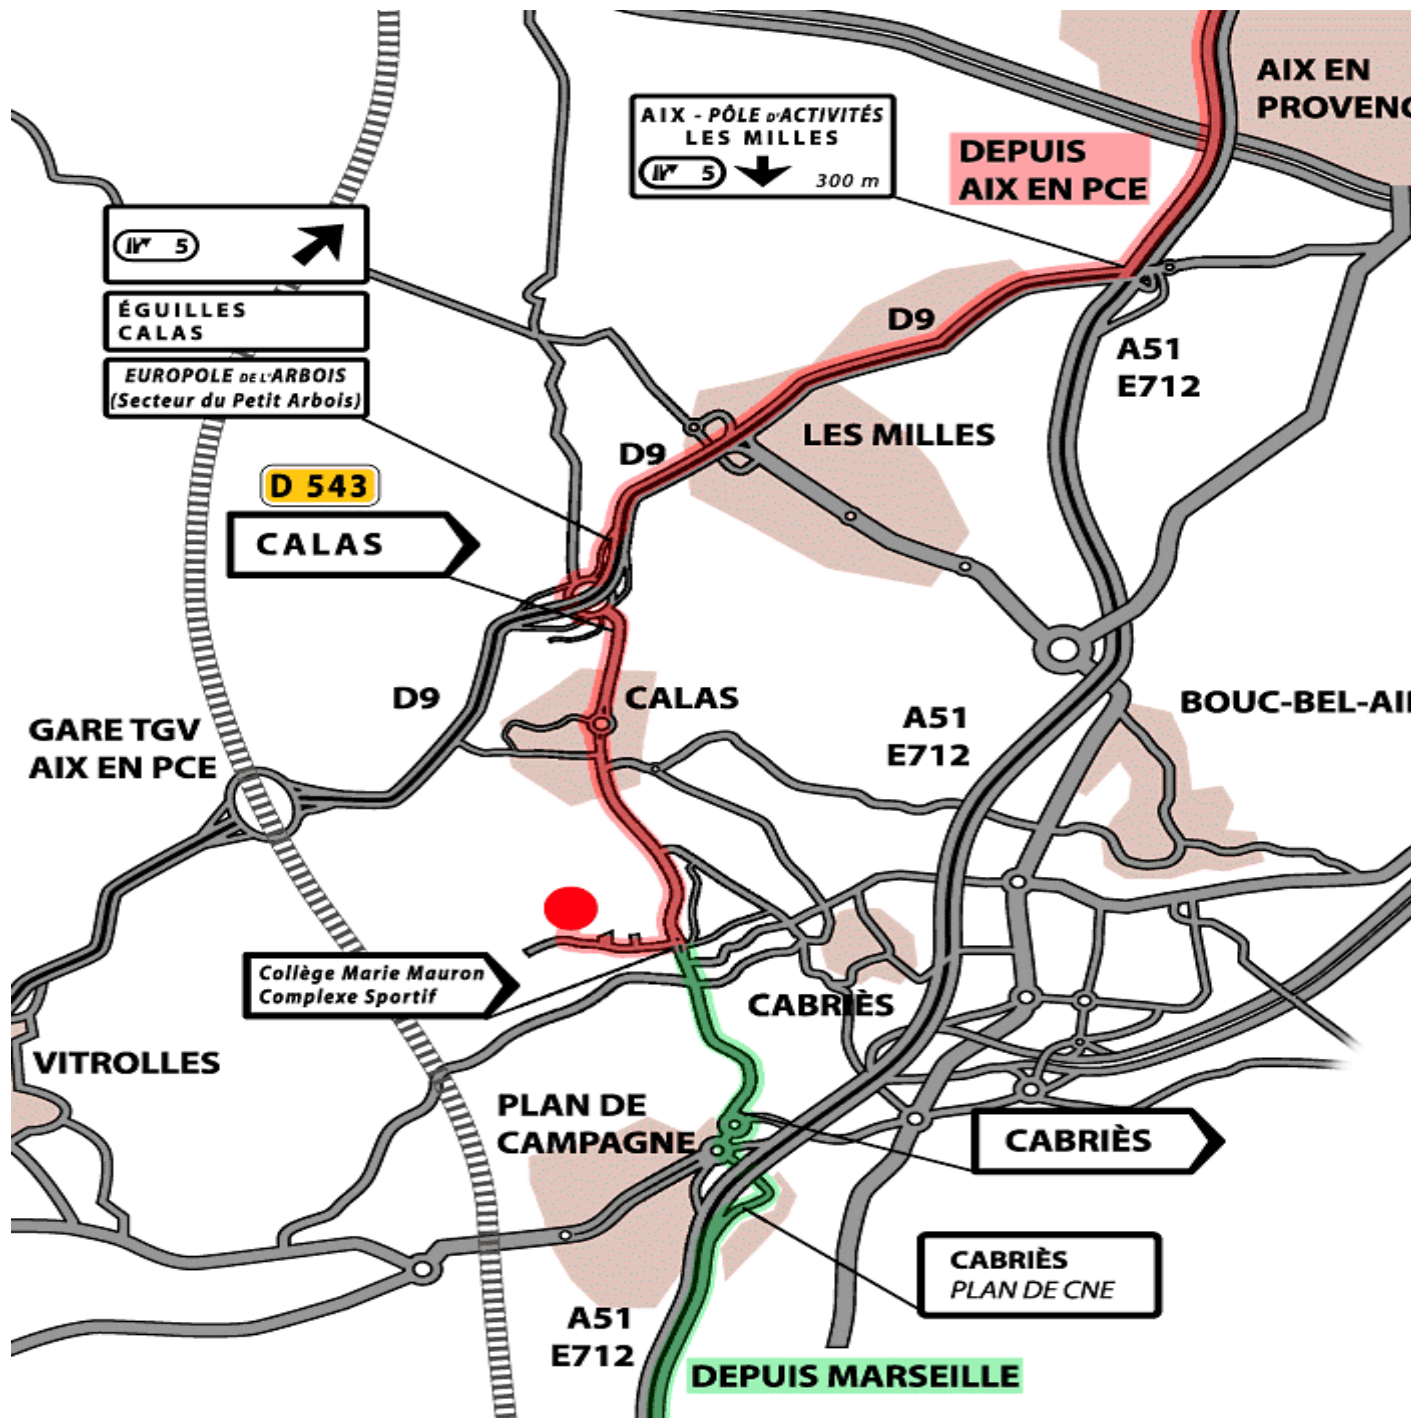 AIX EN
PROVENC
AIX - PÔLE D'ACTIVITÉS
LES MILLES
5
300 m
DEPUIS
AIX EN PCE
5
ÉGUILLES
CALAS
EUROPOLE DE L'ARBOIS
(Secteur du Petit Arbois)
D9
A51
E712
LES MILLES
D9
D 543
CALAS
D9
CALAS
GARE TGV
AIX EN PCE
A51
E712
BOUC-BEL-AI
Collège Marie Mauron
Complexe Sportif
CABRIÈS
VITROLLES
PLAN DE
CAMPAGNE
CABRIÈS
CABRIÈS
PLAN DE CNE
A51
E712
DEPUIS MARSEILLE